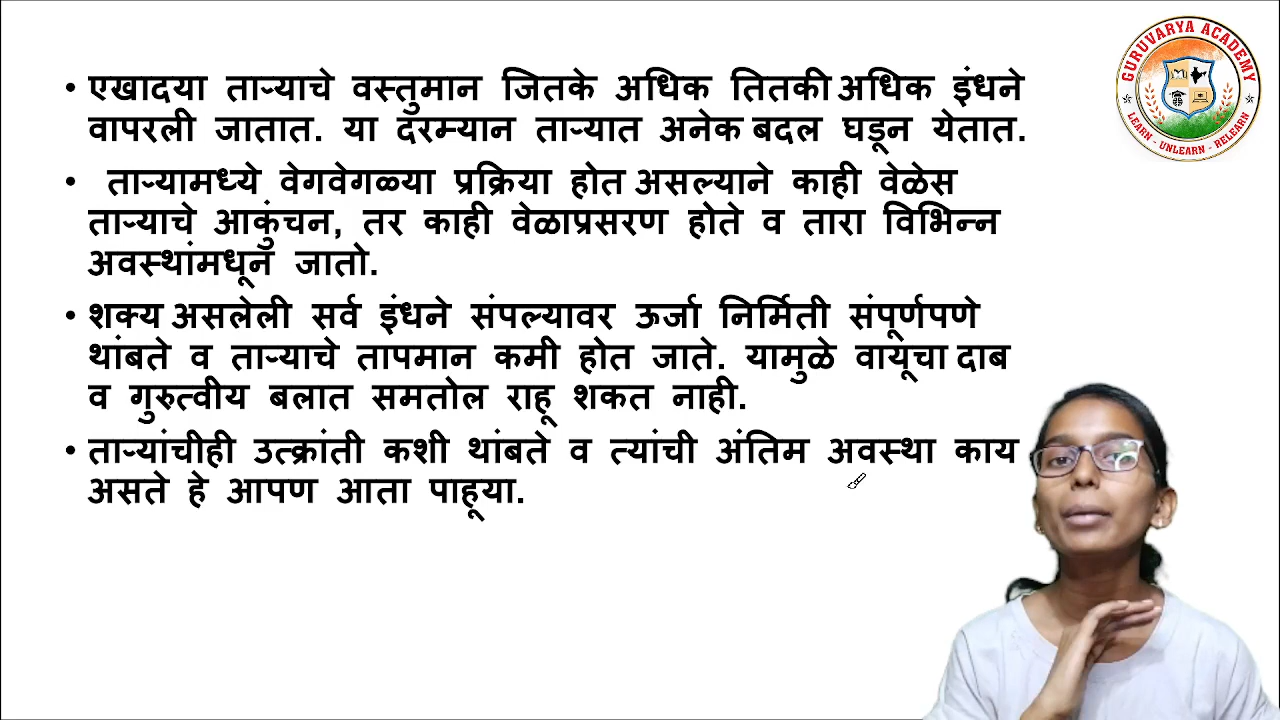 GURUVARYA ACADEMY
LEARN - UNLEARN - RELEARN
• एखादया ताऱ्याचे वस्तुमान जितके अधिक तितकी अधिक इंधने
वापरली जातात. या दरम्यान ताऱ्यात अनेक बदल घडून येतात.
• ताऱ्यामध्ये वेगवेगळ्या प्रक्रिया होत असल्याने काही वेळेस
ताऱ्याचे आकुंचन, तर काही वेळाप्रसरण होते व तारा विभिन्न
अवस्थांमधून जातो.
• शक्य असलेली सर्व इंधने संपल्यावर ऊर्जा निर्मिती संपूर्णपणे
थांबते व ताऱ्याचे तापमान कमी होत जाते. यामुळे वायूचा दाब
व गुरुत्वीय बलात समतोल राहू शकत नाही.
• ताऱ्यांचीही उत्क्रांती कशी थांबते व त्यांची अंतिम अवस्था काय
असते हे आपण आता पाहूया.